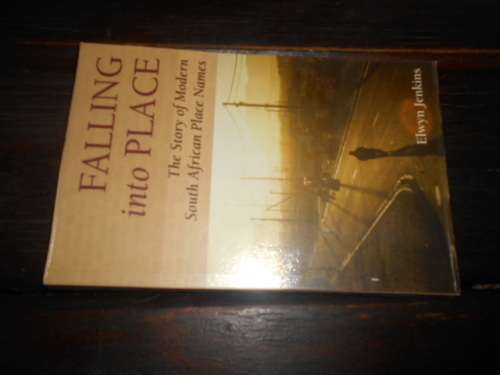 FALLING
into PLACE
The Story of Modern
South African Place Names
Elwyn Jenkins